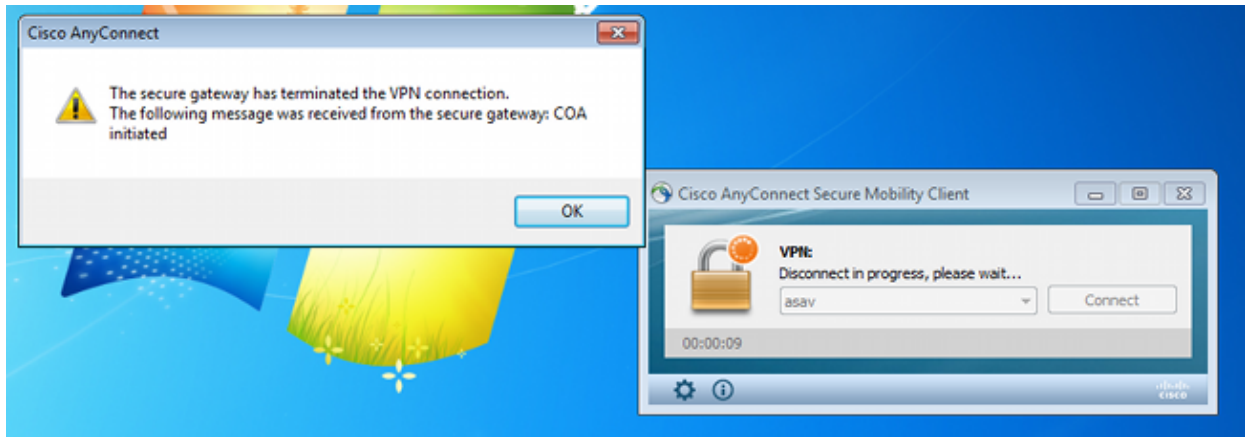 Cisco AnyConnect
The secure gateway has terminated the VPN connection.
The following message was received from the secure gateway: COA
initiated
OK
Cisco AnyConnect Secure Mobility Client
VPN:
Disconnect in progress, please wait...
asav
Connect
00:00:09
CISCO